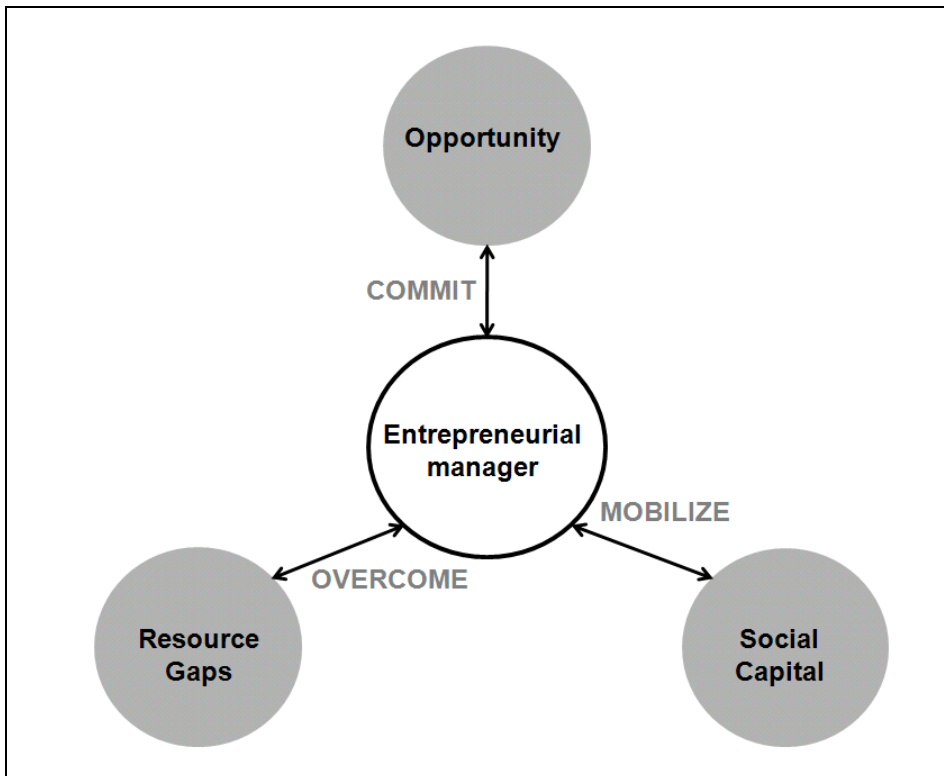 Opportunity
COMMIT
Entrepreneurial
manager
MOBILIZE
OVERCOME
Resource
Gaps
Social
Capital